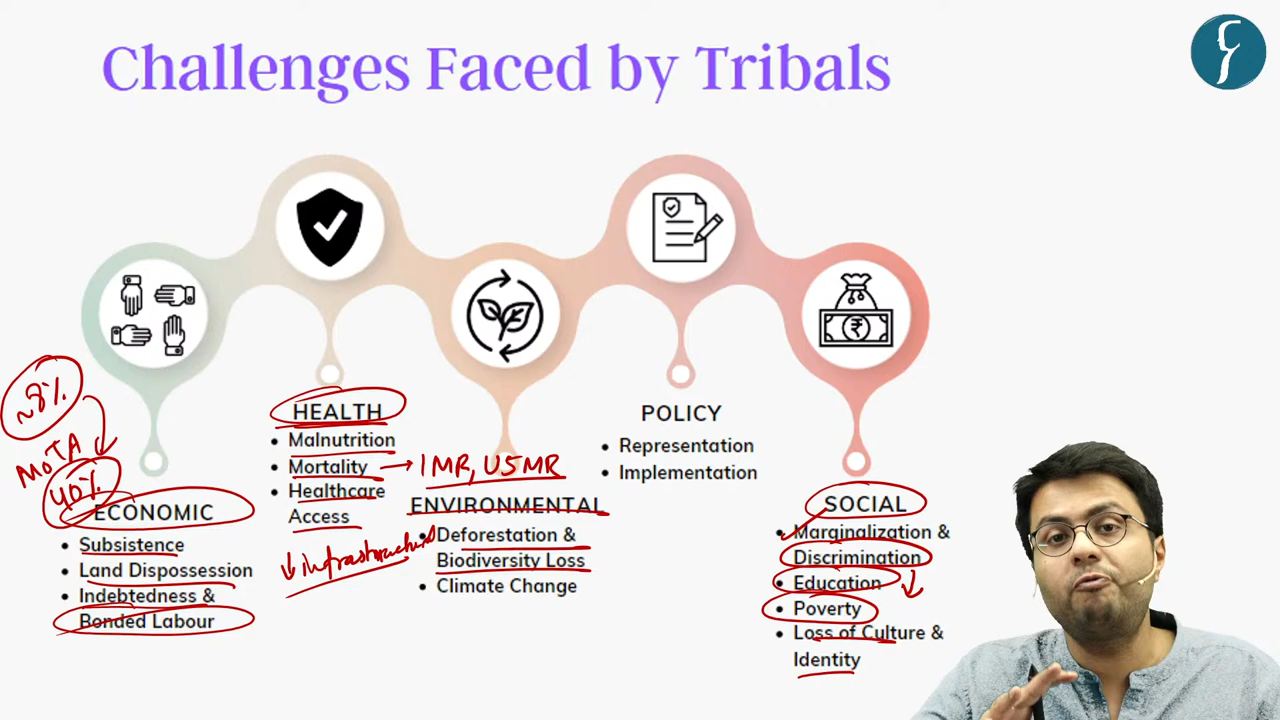 Challenges Faced by Tribals
~8%
MoTA
40%
ECONOMIC
• Subsistence
• Land Dispossession
• Indebtedness &
Bonded Labour
HEALTH
• Malnutrition
• Mortality → IMR, U5MR
• Healthcare
Access
↓ infrastructural
ENVIRONMENTAL
• Deforestation &
Biodiversity Loss
• Climate Change
POLICY
• Representation
• Implementation
SOCIAL
• Marginalization &
Discrimination
• Education ↓
• Poverty
• Loss of Culture &
Identity